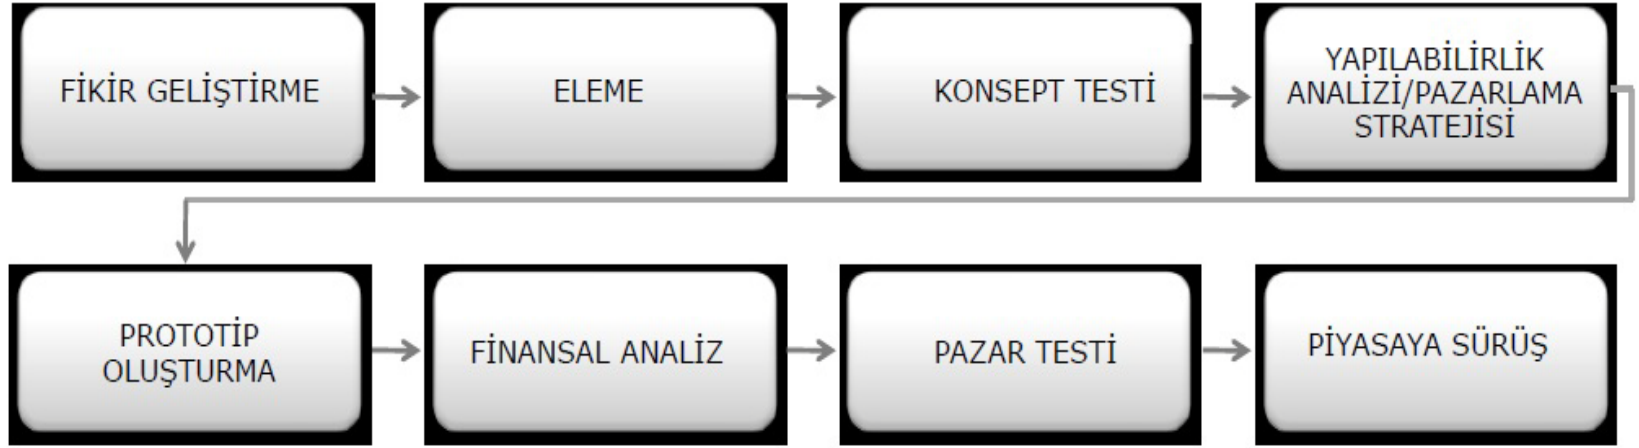 FİKİR GELİŞTİRME
ELEME
KONSEPT TESTİ
YAPILABİLİRLİK
ANALİZİ/PAZARLAMA
STRATEJİSİ
PROTOTİP
OLUŞTURMA
FİNANSAL ANALİZ
PAZAR TESTİ
PİYASAYA SÜRÜŞ